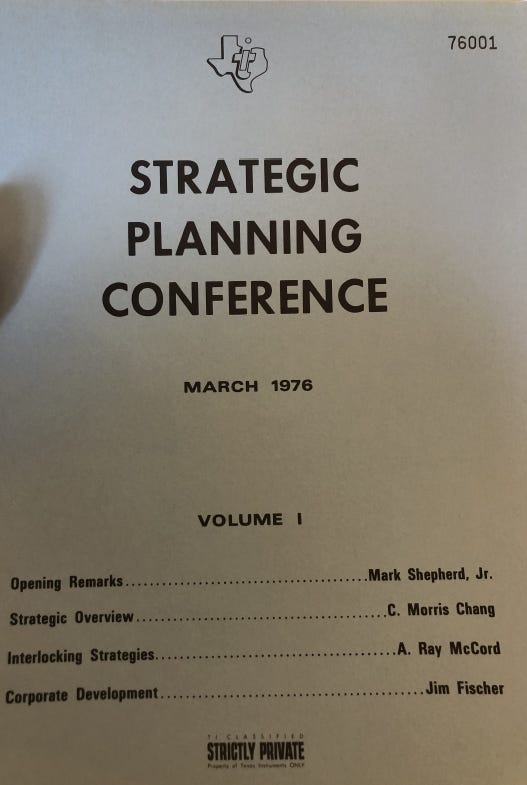 76001
STRATEGIC
PLANNING
CONFERENCE
MARCH 1976
VOLUME I
Opening Remarks......................................Mark Shepherd, Jr.
Strategic Overview.......................................C. Morris Chang
Interlocking Strategies......................................A. Ray McCord
Corporate Development.........................................Jim Fischer
TI CLASSIFIED
STRICTLY PRIVATE
Property of Texas Instruments ONLY